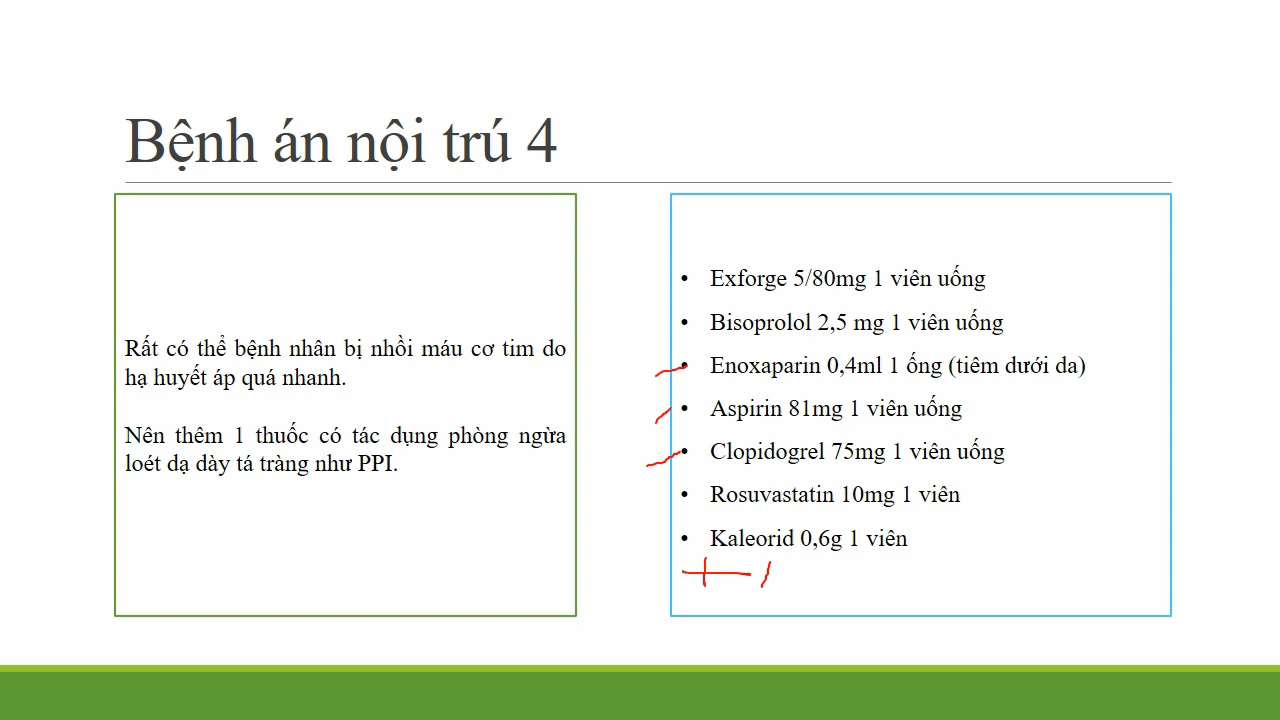 Bệnh án nội trú 4
Rất có thể bệnh nhân bị nhồi máu cơ tim do
hạ huyết áp quá nhanh.
Nên thêm 1 thuốc có tác dụng phòng ngừa
loét dạ dày tá tràng như PPI.
• Exforge 5/80mg 1 viên uống
• Bisoprolol 2,5 mg 1 viên uống
• Enoxaparin 0,4ml 1 ống (tiêm dưới da)
• Aspirin 81mg 1 viên uống
• Clopidogrel 75mg 1 viên uống
• Rosuvastatin 10mg 1 viên
• Kaleorid 0,6g 1 viên